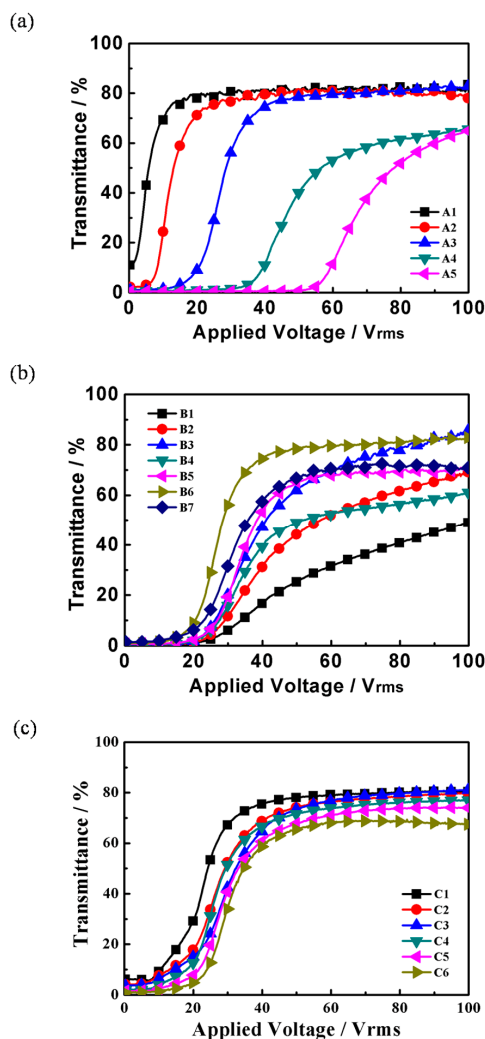 (a)
100
80
60
40
20
0
Transmittance / %
A1
A2
A3
A4
A5
0 20 40 60 80 100
Applied Voltage / Vrms
(b)
100
80
60
40
20
0
Transmittance / %
B1
B2
B3
B4
B5
B6
B7
0 20 40 60 80 100
Applied Voltage / Vrms
(c)
100
80
60
40
20
0
Transmittance / %
C1
C2
C3
C4
C5
C6
0 20 40 60 80 100
Applied Voltage / Vrms